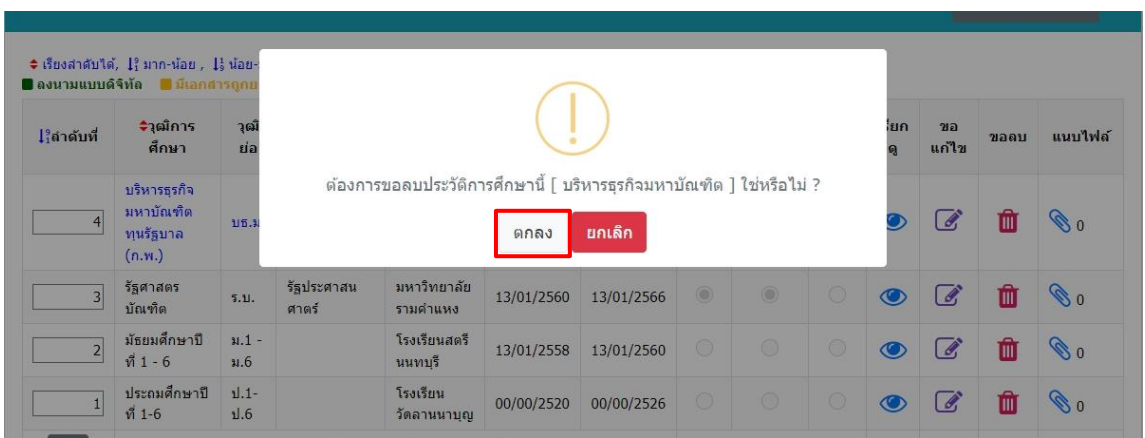 เรียงลำดับได้, มาก-น้อย , น้อย-
ลงนามแบบดิจิทัล มีเอกสารถูกย
ลำดับที่ วุฒิการศึกษา ขอแก้ไข ขอลบ แนบไฟล์
ต้องการขอลบประวัติการศึกษานี้ [ บริหารธุรกิจมหาบัณฑิต ] ใช่หรือไม่ ?
ตกลง ยกเลิก
4 บริหารธุรกิจมหาบัณฑิต ทุนรัฐบาล (ก.พ.) บธ.ม 0
3 รัฐศาสตรบัณฑิต ร.บ. รัฐประศาสนศาตร์ มหาวิทยาลัยรามคำแหง 13/01/2560 13/01/2566 0
2 มัธยมศึกษาปีที่ 1 - 6 ม.1 - ม.6 โรงเรียนสตรีนนทบุรี 13/01/2558 13/01/2560 0
1 ประถมศึกษาปีที่ 1-6 ป.1-ป.6 โรงเรียนวัดลานนาบุญ 00/00/2520 00/00/2526 0